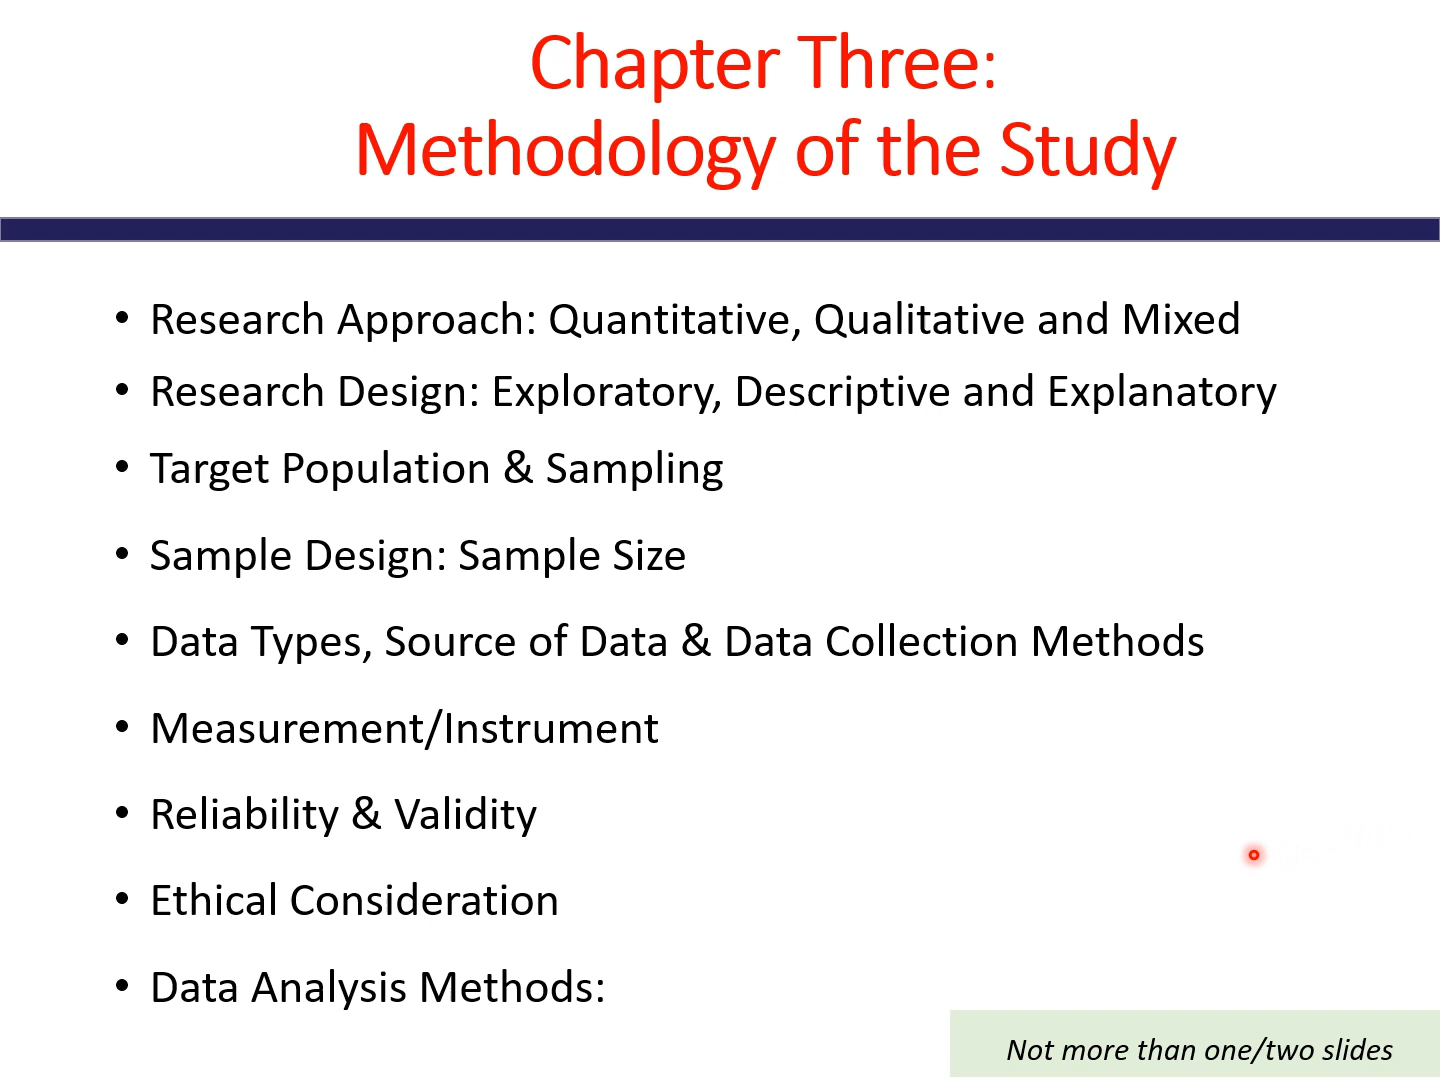 Chapter Three:
Methodology of the Study
• Research Approach: Quantitative, Qualitative and Mixed
• Research Design: Exploratory, Descriptive and Explanatory
• Target Population & Sampling
• Sample Design: Sample Size
• Data Types, Source of Data & Data Collection Methods
• Measurement/Instrument
• Reliability & Validity
• Ethical Consideration
• Data Analysis Methods:
Not more than one/two slides